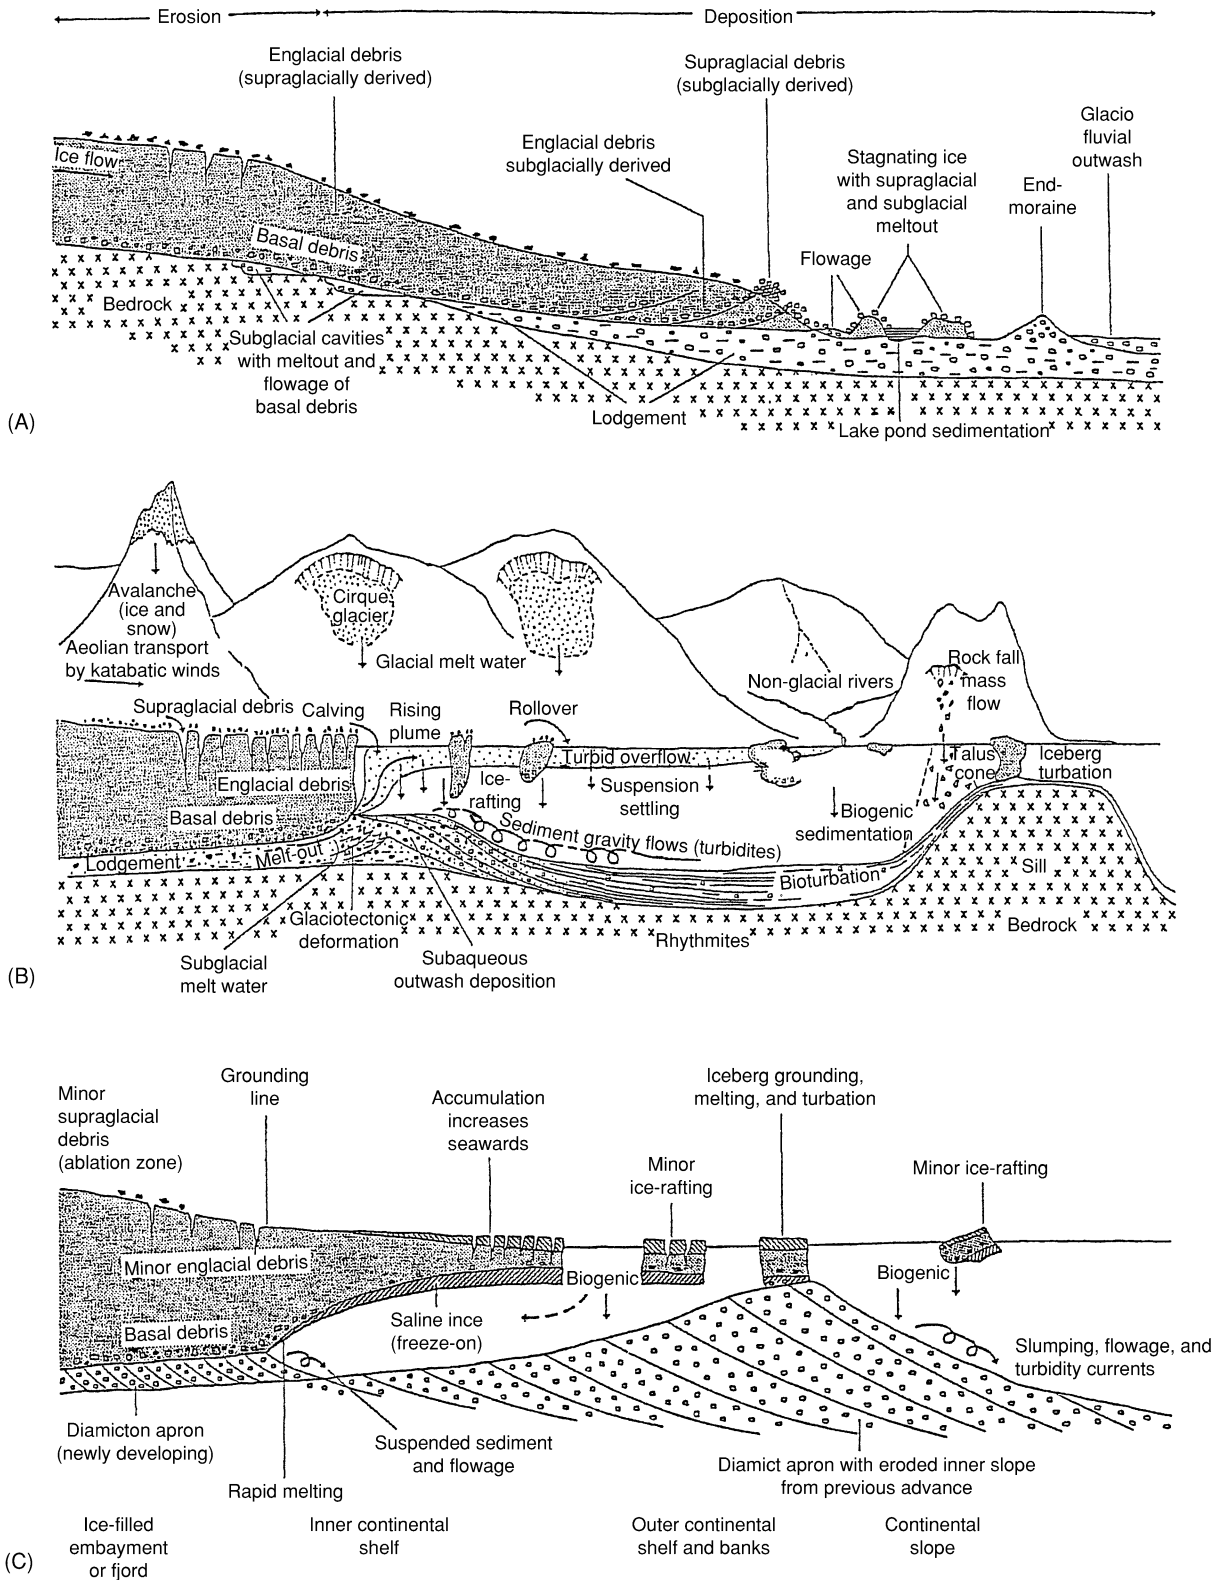 Erosion
Deposition
Englacial debris
(supraglacially derived)
Supraglacial debris
(subglacially derived)
Englacial debris
subglacially derived
Stagnating ice
with supraglacial
and subglacial
meltout
Glacio
fluvial
outwash
End-
moraine
Flowage
Ice flow
Basal debris
Bedrock
Subglacial cavities
with meltout and
flowage of
basal debris
Lodgement
Lake pond sedimentation
(A)
Avalanche
(ice and
snow)
Aeolian transport
by katabatic winds
Cirque
glacier
Glacial melt water
Non-glacial rivers
Rock fall
mass
flow
Supraglacial debris
Calving
Rising
plume
Rollover
Turbid overflow
Talus
cone
Iceberg
turbation
Englacial debris
Ice-
rafting
Suspension
settling
Basal debris
Biogenic
sedimentation
Sediment gravity flows (turbidites)
Lodgement
Melt-out
Bioturbation
Sill
Glaciotectonic
deformation
Rhythmites
Bedrock
Subglacial
melt water
Subaqueous
outwash deposition
(B)
Minor
supraglacial
debris
(ablation zone)
Grounding
line
Accumulation
increases
seawards
Iceberg grounding,
melting, and turbation
Minor
ice-rafting
Minor ice-rafting
Minor englacial debris
Biogenic
Biogenic
Basal debris
Saline ince
(freeze-on)
Slumping, flowage, and
turbidity currents
Diamicton apron
(newly developing)
Suspended sediment
and flowage
Diamict apron with eroded inner slope
from previous advance
Rapid melting
Ice-filled
embayment
or fjord
Inner continental
shelf
Outer continental
shelf and banks
Continental
slope
(C)